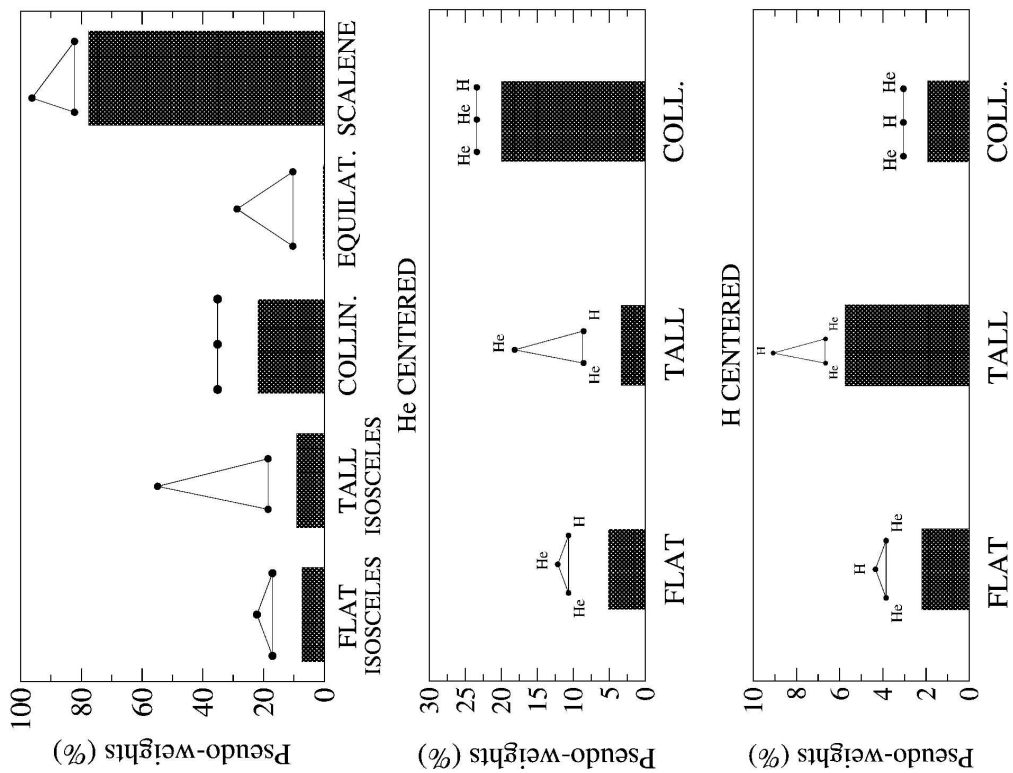 100
80
60
40
20
0
Pseudo-weights (%)
FLAT
ISOSCELES
TALL
ISOSCELES
COLLIN.
EQUILAT.
SCALENE
He CENTERED
30
25
20
15
10
5
0
Pseudo-weights (%)
He
He
H
He
He
H
He
He
H
FLAT
TALL
COLL.
H CENTERED
10
8
6
4
2
0
Pseudo-weights (%)
H
He
He
H
He
He
He
H
He
FLAT
TALL
COLL.